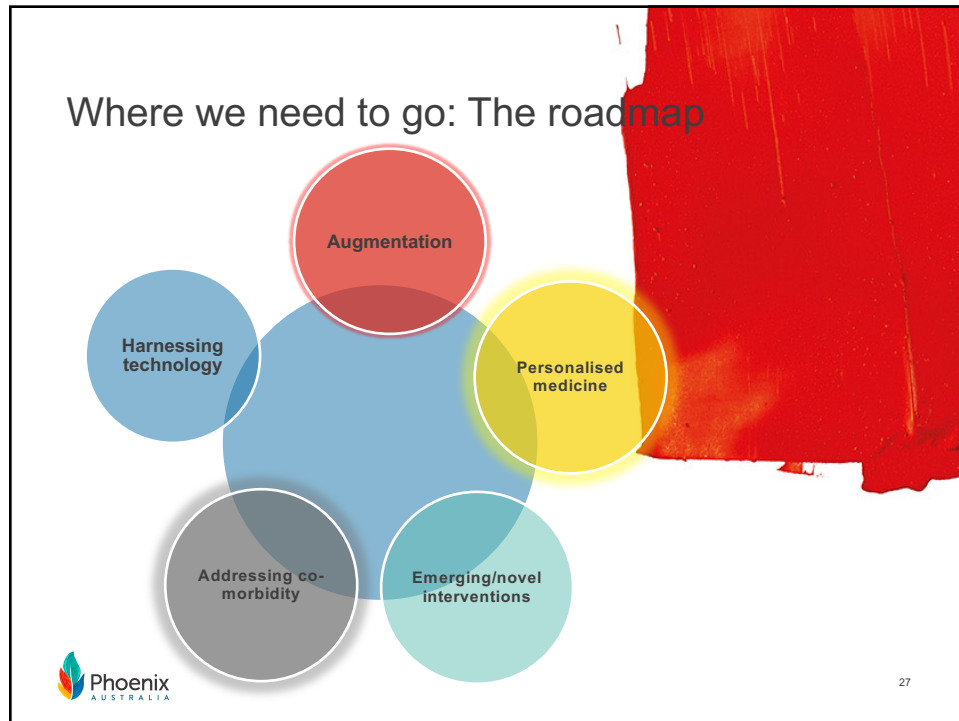 Where we need to go: The roadmap
Augmentation
Harnessing
technology
Personalised
medicine
Addressing co-
morbidity
Emerging/novel
interventions
Phoenix
AUSTRALIA
27